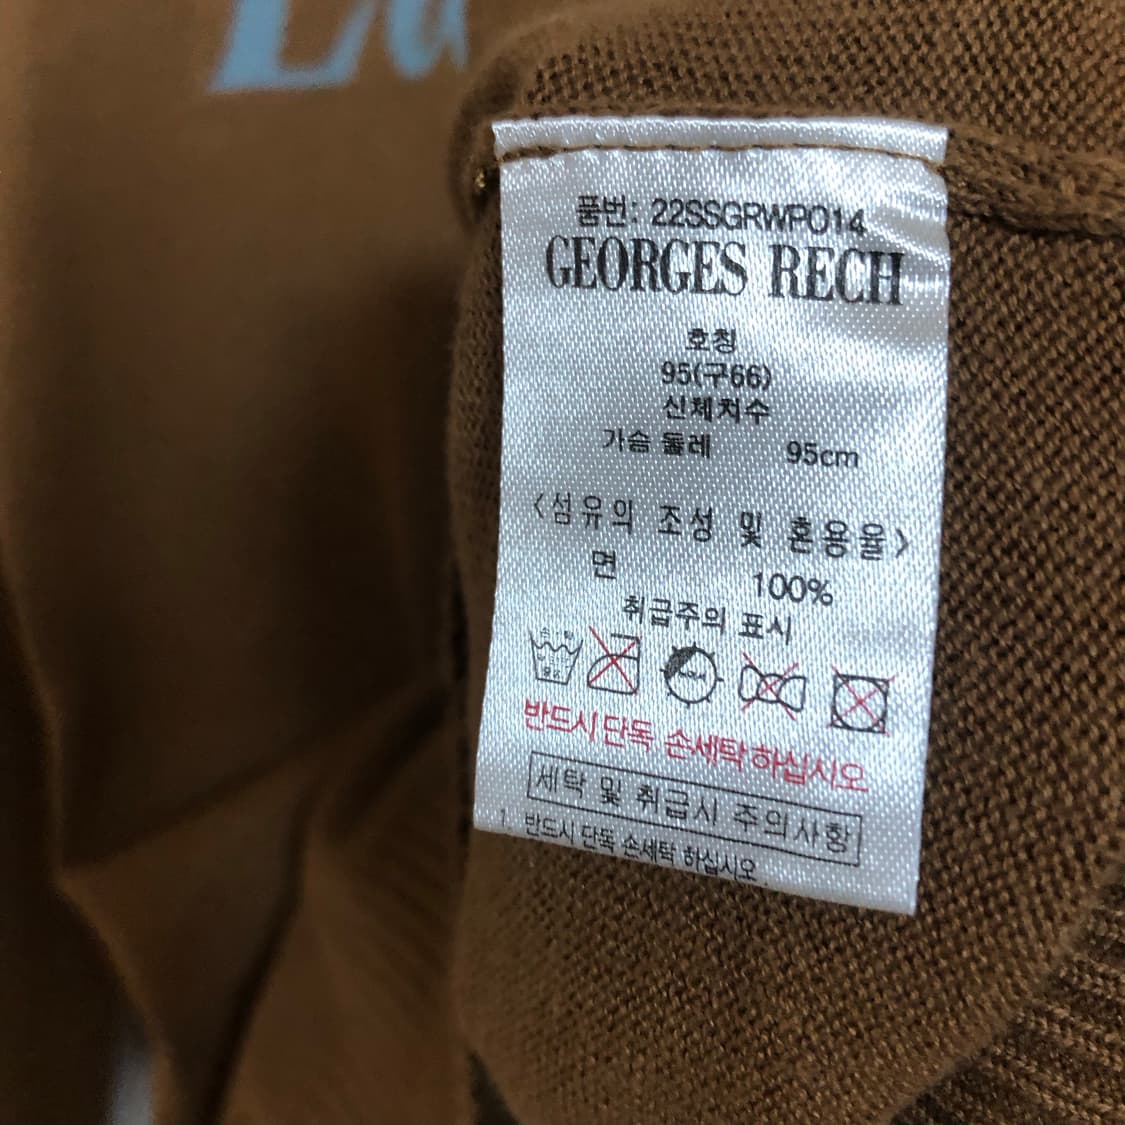 La
품번: 22SSGRWPO14
GEORGES RECH
호칭
95(구66)
신체치수
가슴 둘레 95cm
<섬유의 조성 및 혼용율>
면 100%
취급주의 표시
반드시 단독 손세탁 하십시오
세탁 및 취급시 주의사항
1. 반드시 단독 손세탁 하십시오.